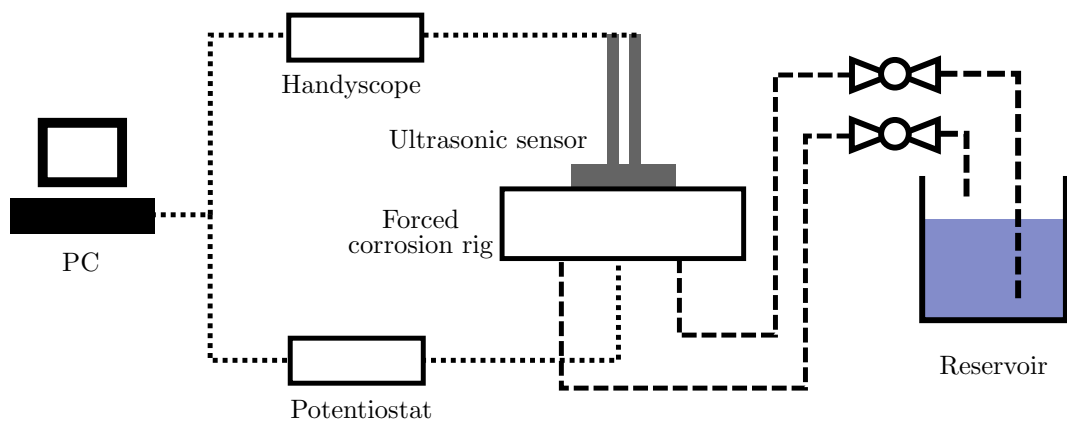 Handyscope
Ultrasonic sensor
Forced
corrosion rig
PC
Reservoir
Potentiostat